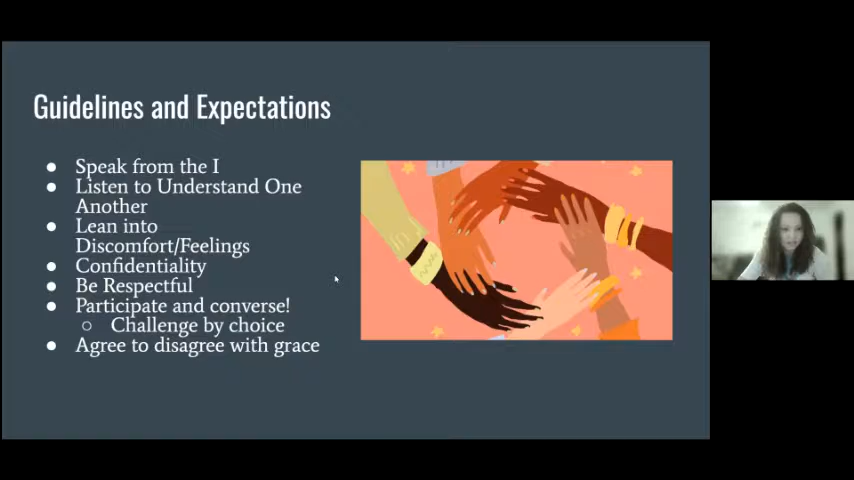 Guidelines and Expectations
● Speak from the I
● Listen to Understand One
Another
● Lean into
Discomfort/Feelings
● Confidentiality
● Be Respectful
● Participate and converse!
○ Challenge by choice
● Agree to disagree with grace